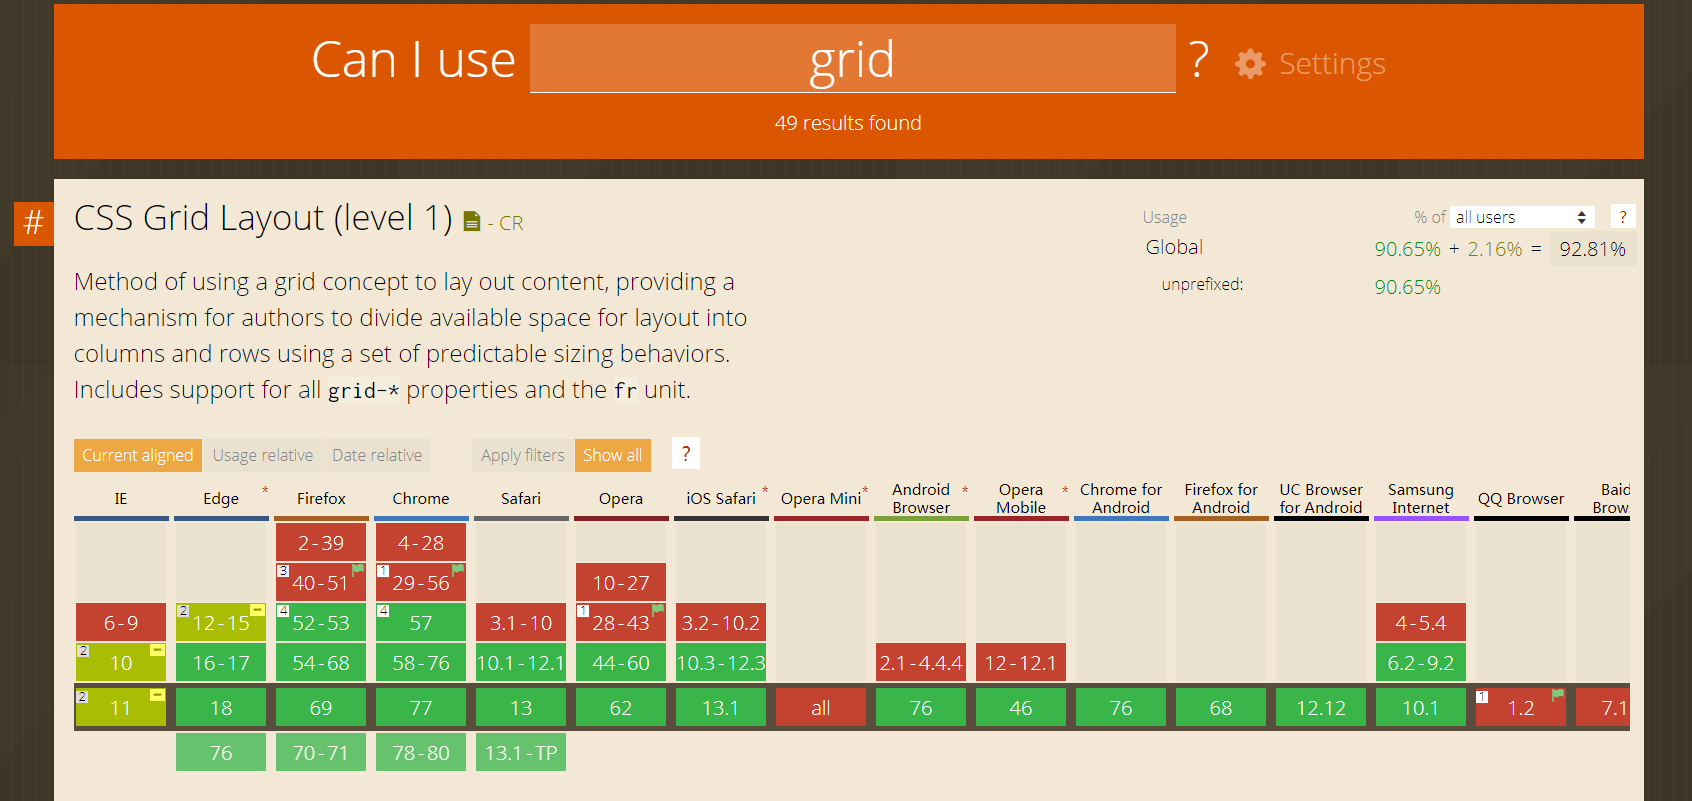 Can I use grid ? Settings
49 results found
# CSS Grid Layout (level 1) - CR
Usage % of all users ?
Global 90.65% + 2.16% = 92.81%
unprefixed: 90.65%
Method of using a grid concept to lay out content, providing a
mechanism for authors to divide available space for layout into
columns and rows using a set of predictable sizing behaviors.
Includes support for all grid-* properties and the fr unit.
Current aligned Usage relative Date relative Apply filters Show all ?
IE Edge * Firefox Chrome Safari Opera iOS Safari * Opera Mini * Android Browser * Opera Mobile * Chrome for Android Firefox for Android UC Browser for Android Samsung Internet QQ Browser Baid Brow
2-39 4-28
3 40-51 1 29-56 10-27
6-9 2 12-15 4 52-53 4 57 3.1-10 1 28-43 3.2-10.2 4-5.4
2 10 16-17 54-68 58-76 10.1-12.1 44-60 10.3-12.3 2.1-4.4.4 12-12.1 6.2-9.2
2 11 18 69 77 13 62 13.1 all 76 46 76 68 12.12 10.1 1 1.2 7.1
76 70-71 78-80 13.1-TP